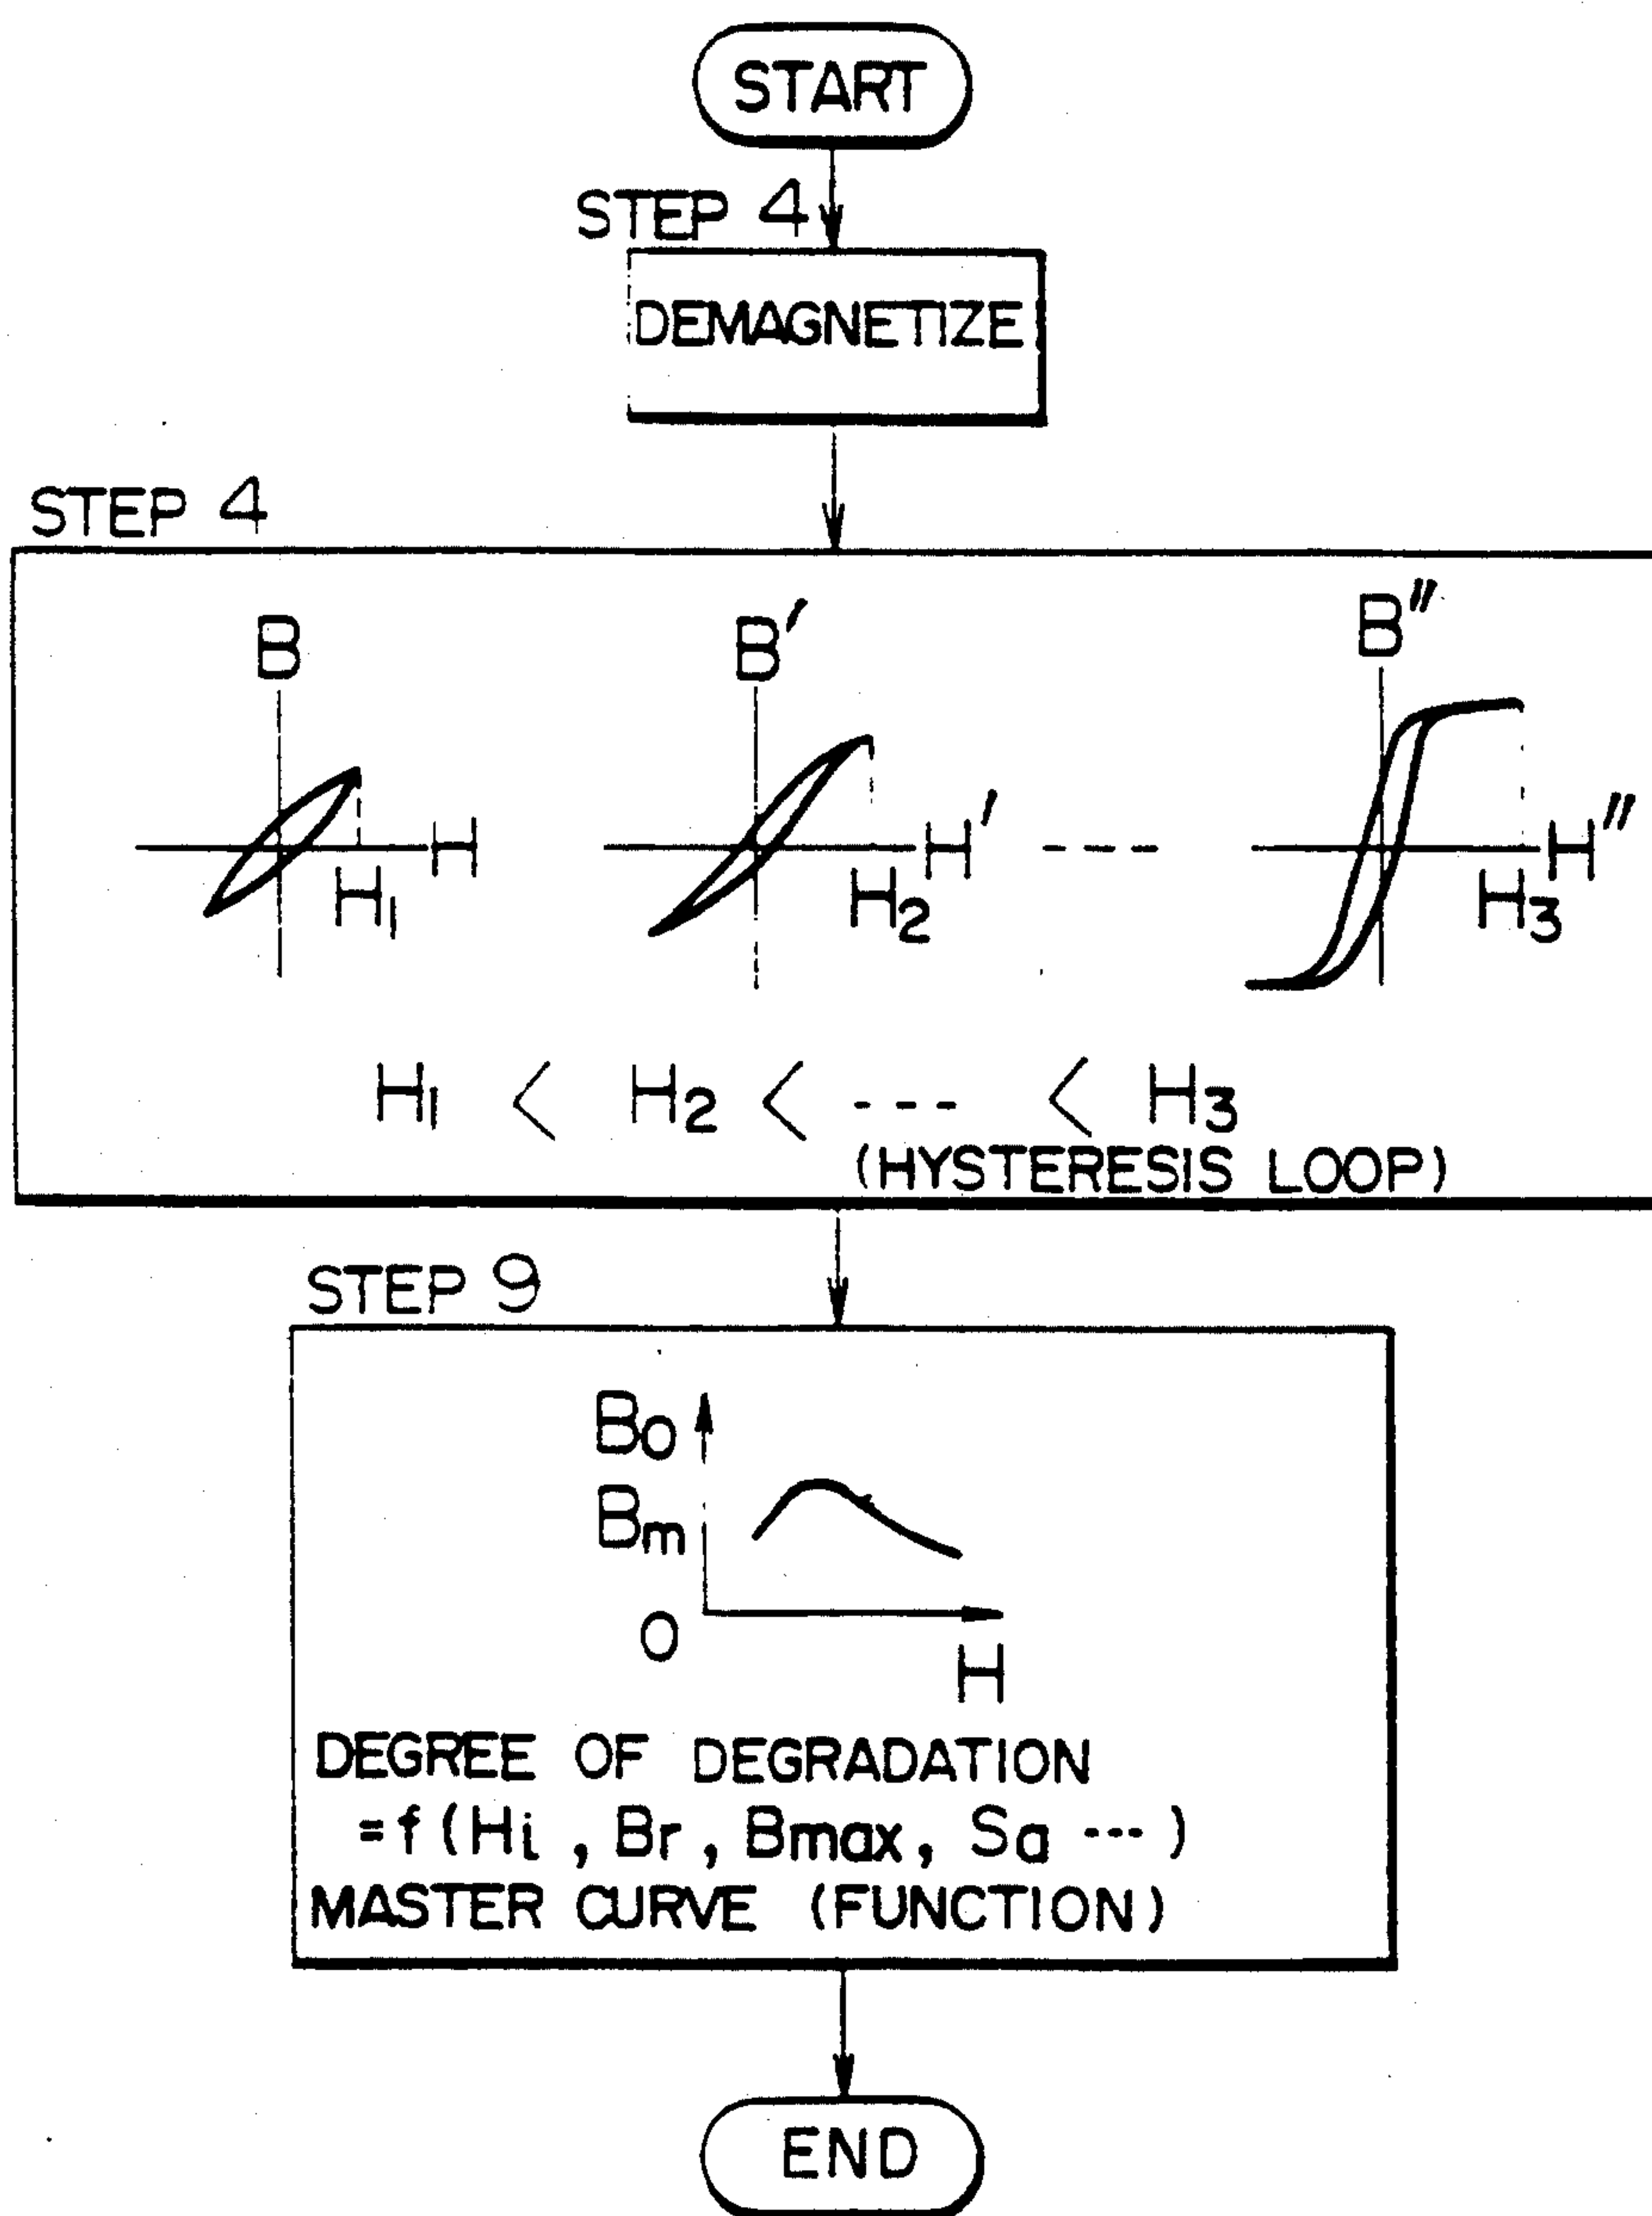 START
STEP 4
DEMAGNETIZE
STEP 4
B B′ B″
H H′ --- H″
H1 H2 H3
H1 < H2 < --- < H3
(HYSTERESIS LOOP)
STEP 9
Bo
Bm
O
H
DEGREE OF DEGRADATION
=f(Hi, Br, Bmax, Sa ---)
MASTER CURVE (FUNCTION)
END